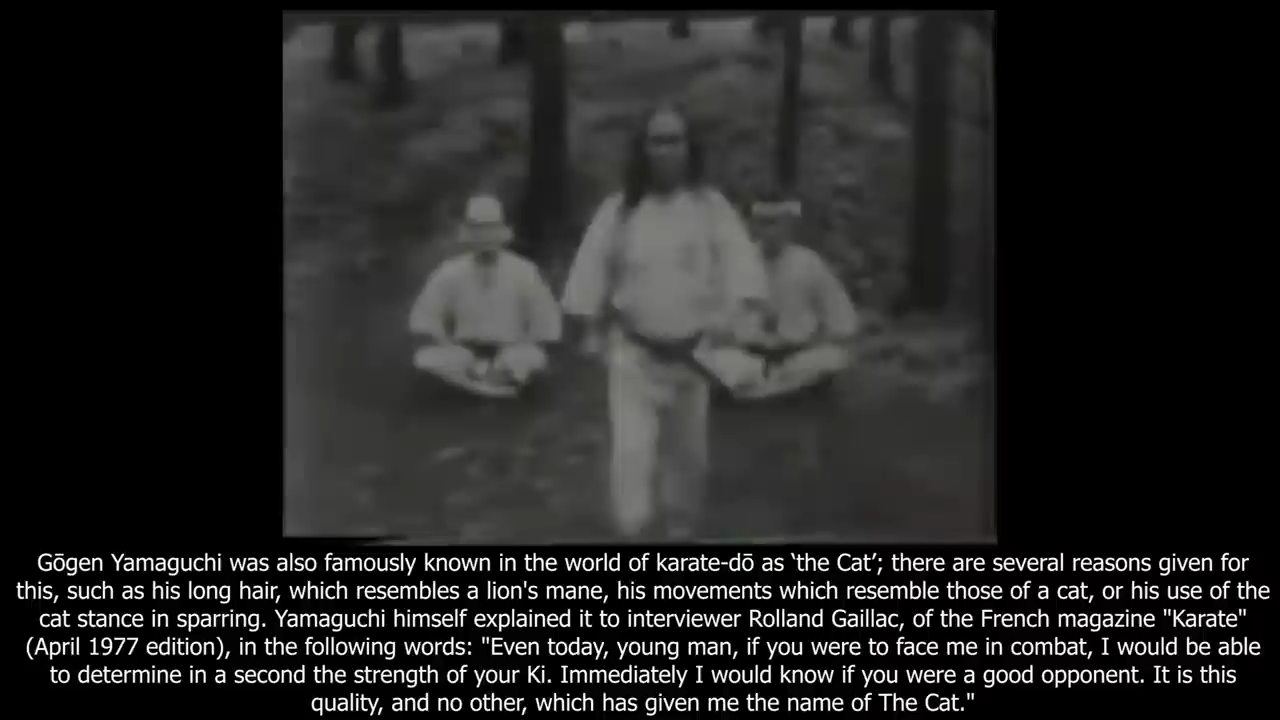 Gōgen Yamaguchi was also famously known in the world of karate-dō as ‘the Cat’; there are several reasons given for
this, such as his long hair, which resembles a lion's mane, his movements which resemble those of a cat, or his use of the
cat stance in sparring. Yamaguchi himself explained it to interviewer Rolland Gaillac, of the French magazine "Karate"
(April 1977 edition), in the following words: "Even today, young man, if you were to face me in combat, I would be able
to determine in a second the strength of your Ki. Immediately I would know if you were a good opponent. It is this
quality, and no other, which has given me the name of The Cat."